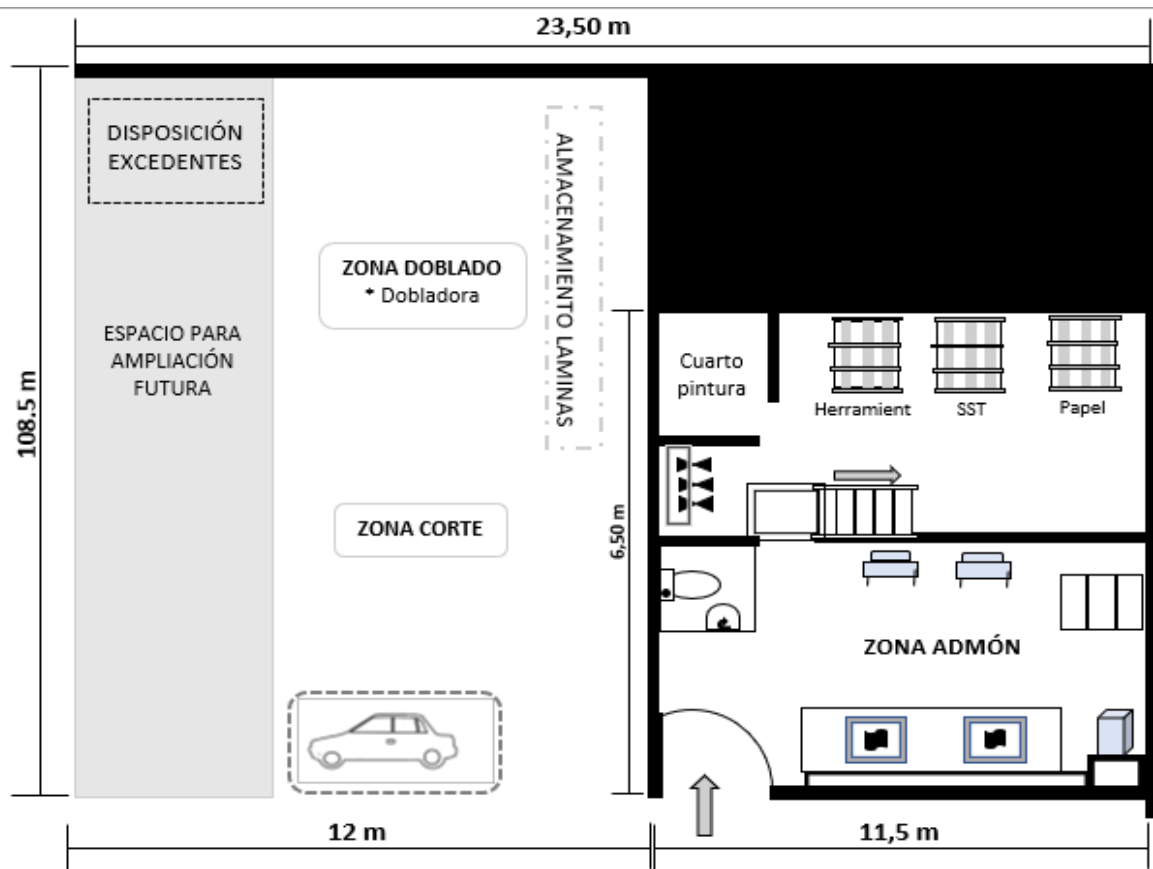 23,50 m
DISPOSICIÓN
EXCEDENTES
ALMACENAMIENTO LAMINAS
ZONA DOBLADO
* Dobladora
ESPACIO PARA
AMPLIACIÓN
FUTURA
108.5 m
Cuarto
pintura
Herramient
SST
Papel
ZONA CORTE
6,50 m
ZONA ADMÓN
12 m
11,5 m